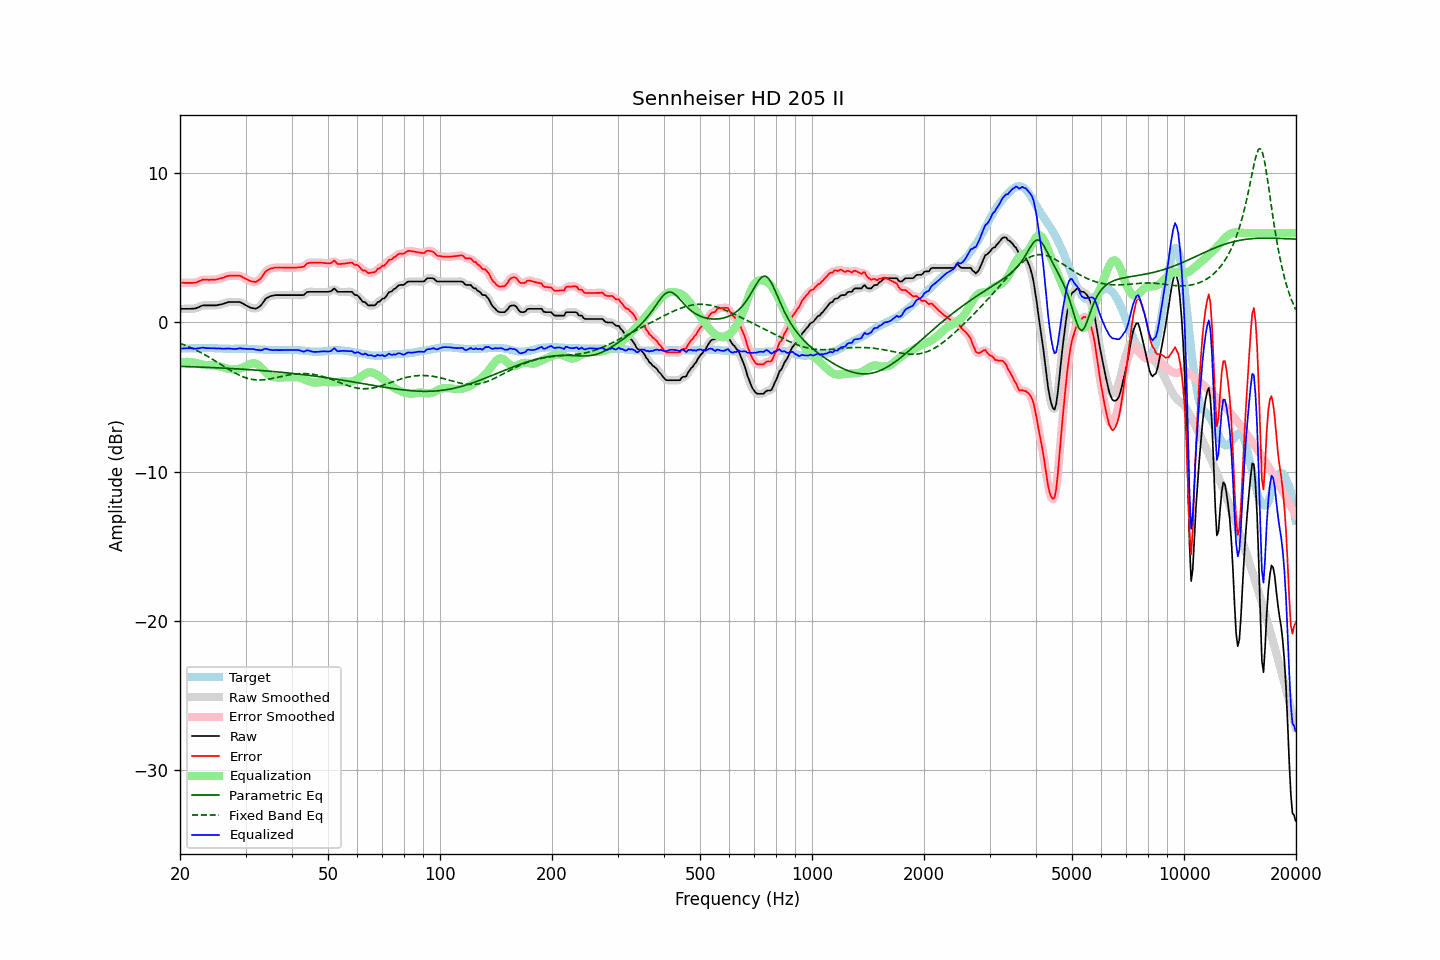 Sennheiser HD 205 II
Amplitude (dBr)
10
0
−10
−20
−30
Target
Raw Smoothed
Error Smoothed
Raw
Error
Equalization
Parametric Eq
Fixed Band Eq
Equalized
20 50 100 200 500 1000 2000 5000 10000 20000
Frequency (Hz)